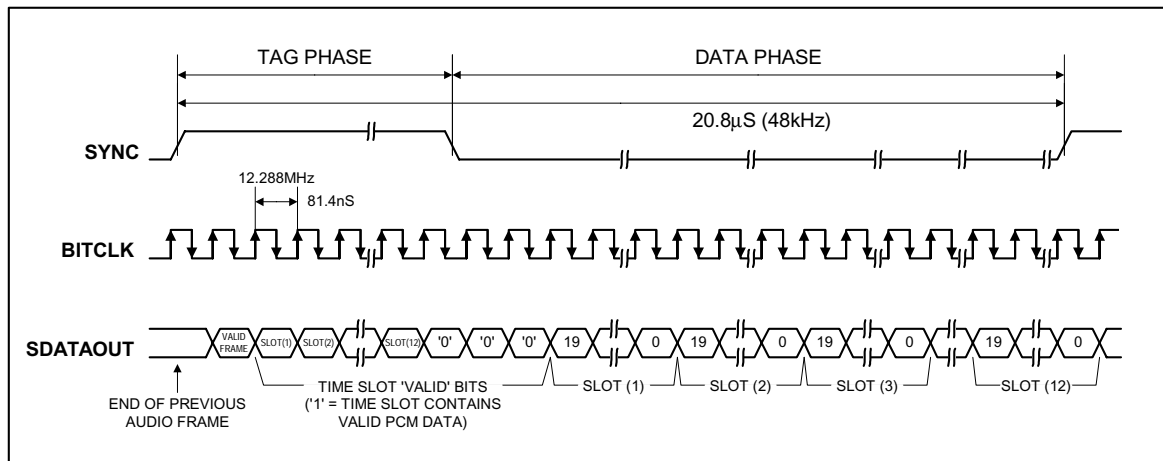 TAG PHASE
DATA PHASE
20.8µS (48kHz)
SYNC
12.288MHz
81.4nS
BITCLK
SDATAOUT
VALID FRAME
SLOT(1)
SLOT(2)
SLOT(12)
'0'
'0'
'0'
19
0
19
0
19
0
19
0
END OF PREVIOUS
AUDIO FRAME
TIME SLOT 'VALID' BITS
('1' = TIME SLOT CONTAINS
VALID PCM DATA)
SLOT (1)
SLOT (2)
SLOT (3)
SLOT (12)